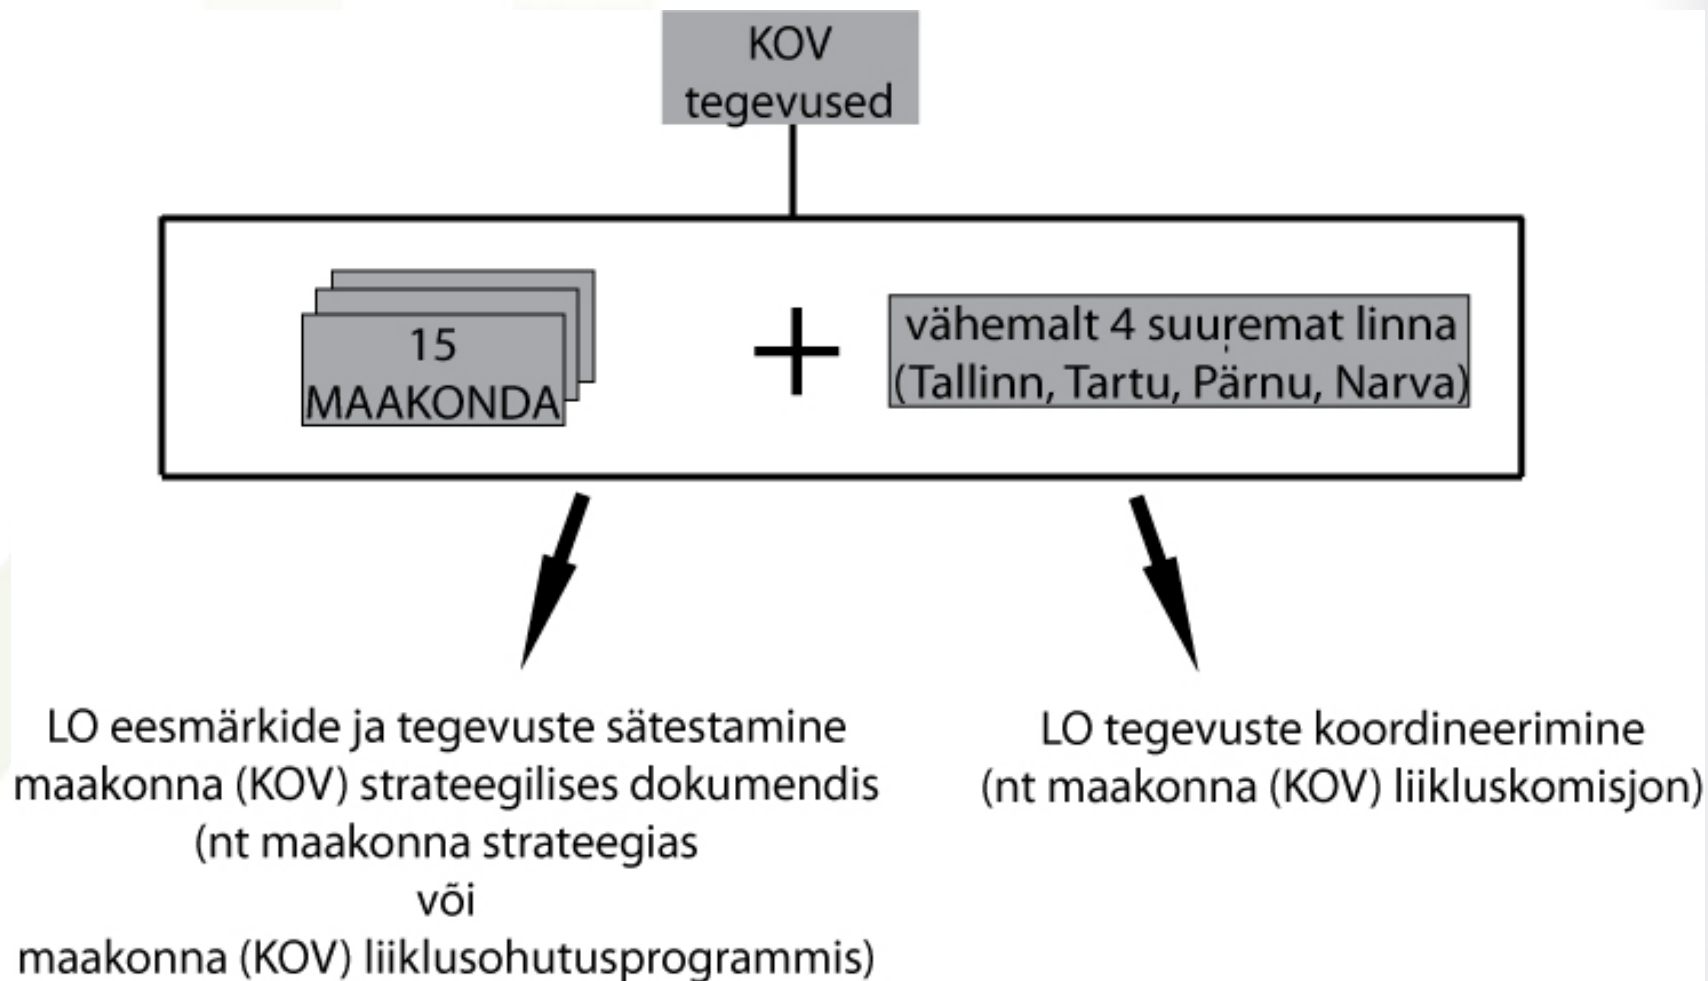 KOV
tegevused
15
MAAKONDA
vähemalt 4 suuremat linna
(Tallinn, Tartu, Pärnu, Narva)
LO eesmärkide ja tegevuste sätestamine
maakonna (KOV) strateegilises dokumendis
(nt maakonna strateegias
või
maakonna (KOV) liiklusohutusprogrammis)
LO tegevuste koordineerimine
(nt maakonna (KOV) liikluskomisjon)